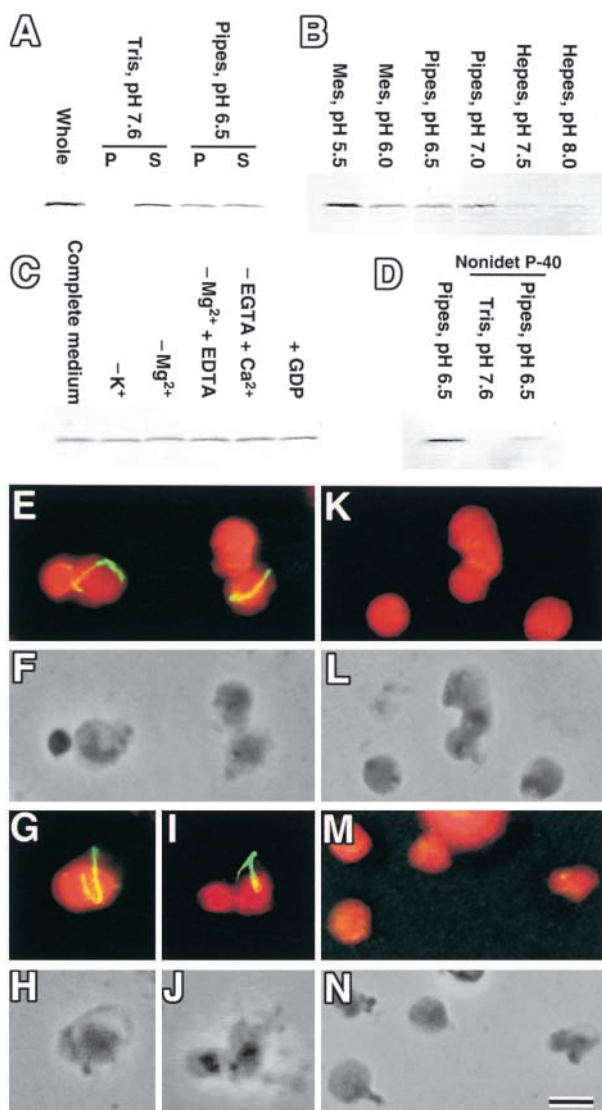 A
Whole
Tris, pH 7.6
Pipes, pH 6.5
P S P S
B
Mes, pH 5.5
Mes, pH 6.0
Pipes, pH 6.5
Pipes, pH 7.0
Hepes, pH 7.5
Hepes, pH 8.0
C
Complete medium
– K⁺
– Mg²⁺
– Mg²⁺ + EDTA
– EGTA + Ca²⁺
+ GDP
D
Nonidet P-40
Pipes, pH 6.5
Tris, pH 7.6
Pipes, pH 6.5
E
K
F
L
G
I
M
H
J
N